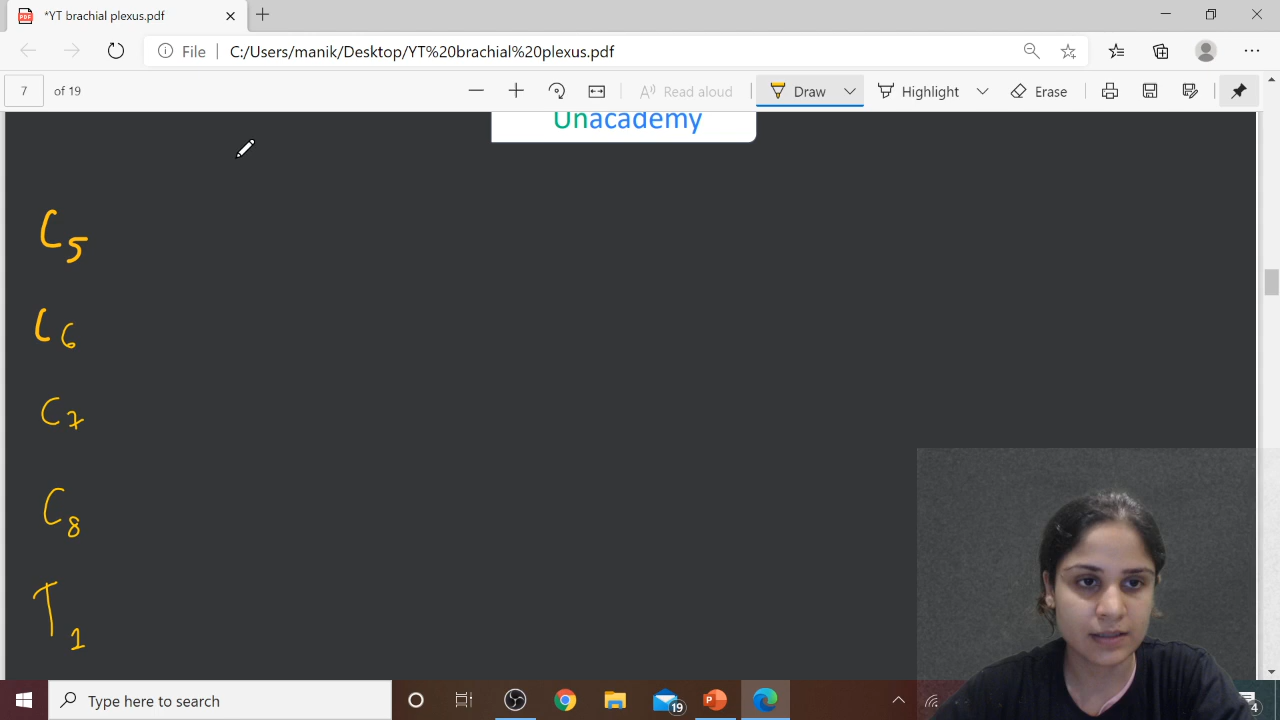 *YT brachial plexus.pdf
File C:/Users/manik/Desktop/YT%20brachial%20plexus.pdf
7 of 19 Read aloud Draw Highlight Erase
Unacademy
C5
C6
C7
C8
T1
Type here to search 19 4